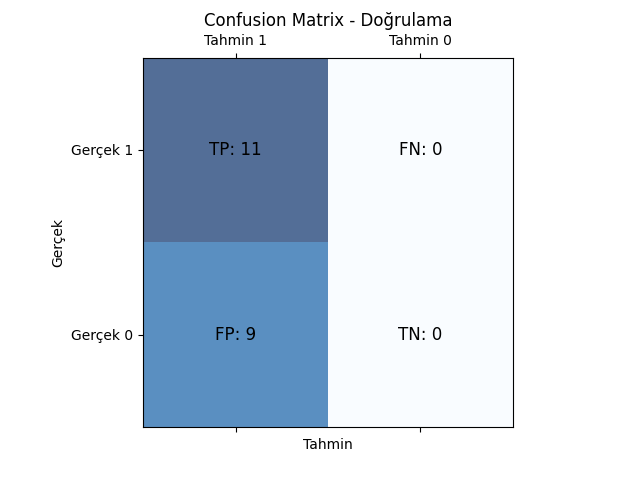 Confusion Matrix - Doğrulama
Tahmin 1
Tahmin 0
Gerçek 1
TP: 11
FN: 0
Gerçek
Gerçek 0
FP: 9
TN: 0
Tahmin